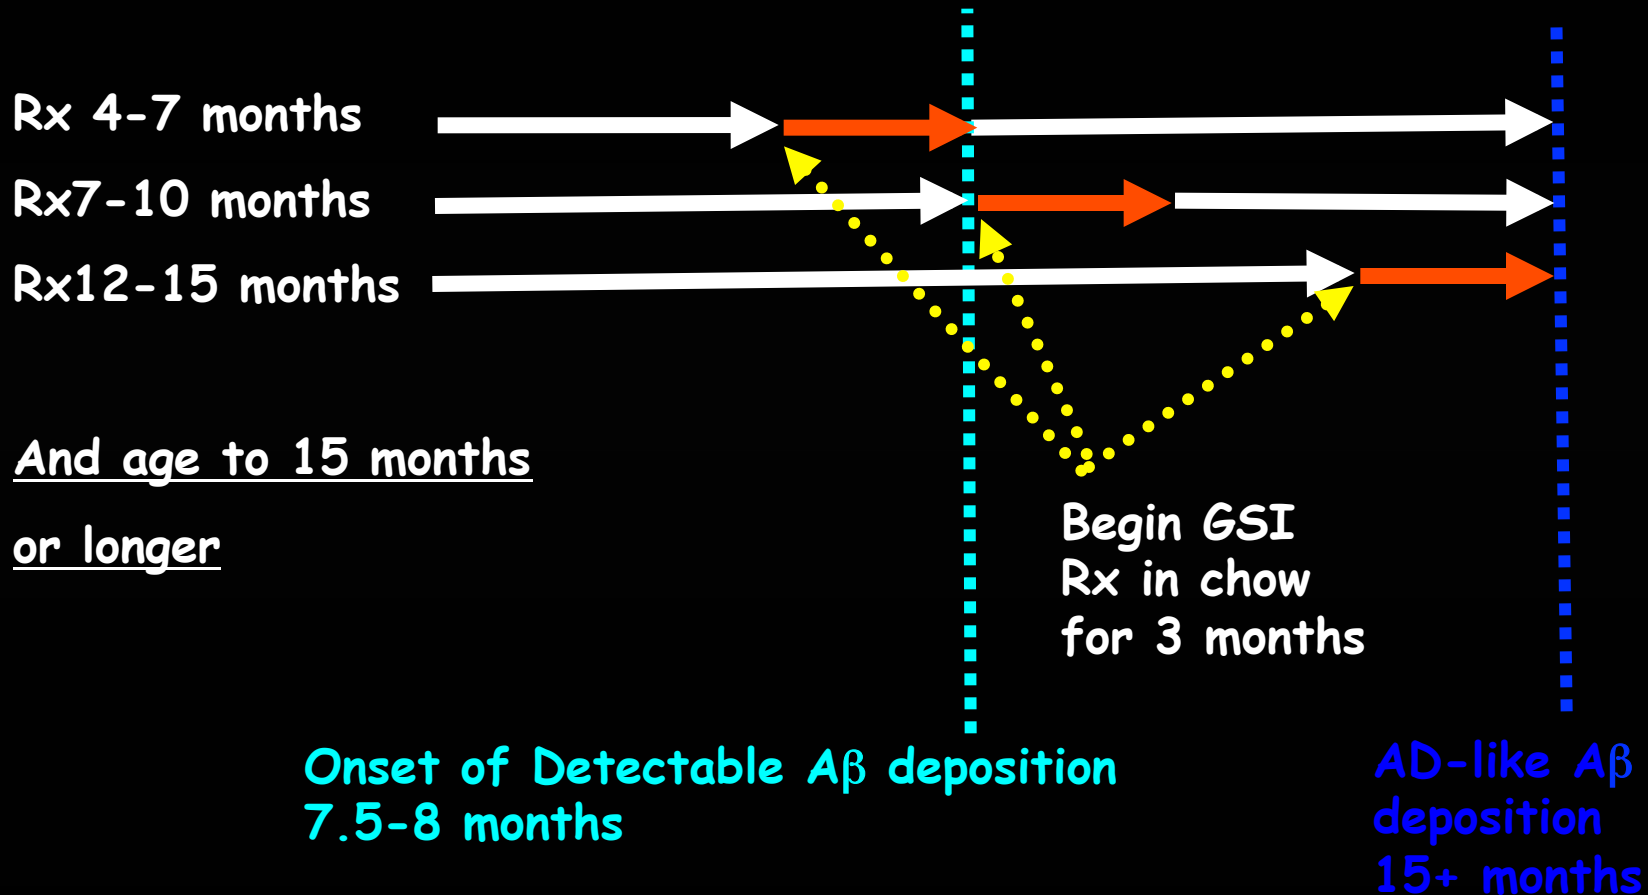 Rx 4-7 months
Rx7-10 months
Rx12-15 months
And age to 15 months
or longer
Begin GSI
Rx in chow
for 3 months
Onset of Detectable Aβ deposition
7.5-8 months
AD-like Aβ
deposition
15+ months